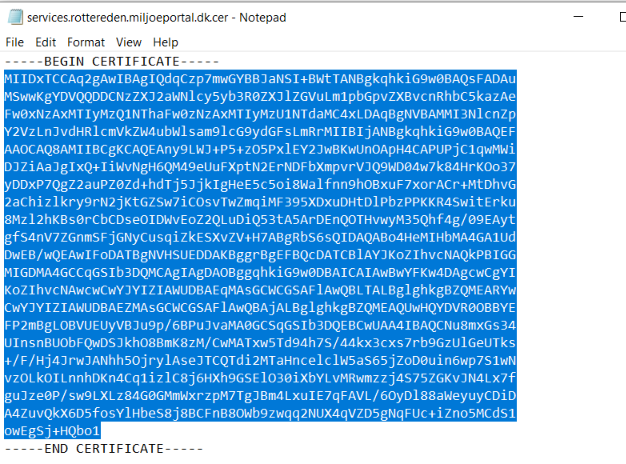 services.rottereden.miljoeportal.dk.cer - Notepad
File Edit Format View Help
-----BEGIN CERTIFICATE-----
MIIDxTCCAq2gAwIBAgIQdqCzp7mwGYBBJaNSI+BWtTANBgkqhkiG9w0BAQsFADAu
MSwwKgYDVQQDDCNzZXJ2aWNlcy5yb3R0ZXJlZGVuLm1pbGpvZXBvcnRhbC5kazAe
Fw0xNzAxMTIyMzQ1NThaFw0zNzAxMTIyMzU1NTdaMC4xLDAqBgNVBAMMI3NlcnZp
Y2VzLnJvdHRlcmVkZW4ubWlsam9lcG9ydGFsLmRrMIIBIjANBgkqhkiG9w0BAQEF
AAOCAQ8AMIIBCgKCAQEAny9LWJ+P5+zO5PxlEY2JwBKwUnOApH4CAPUPjC1qwMWi
DJZiAaJgIxQ+IiWvNgH6QM49eUuFXptN2ErNDFbXmpvrVJQ9WD04w7k84HrKOo37
yDDxP7QgZ2auPZ0Zd+hdTj5JjkIgHeE5c5oi8Walfnn9hOBxuF7xorACr+MtDhvG
2aChizlkry9rN2jKtGZSw7iCOsvTwZmqiMF395XDxuDHtDlPbzPPKKR4SwitErku
8Mzl2hKBs0rCbCDseOIDWvEoZ2QLuDiQ53tA5ArDEnQOTHvwyM35Qhf4g/09EAyt
gfS4nV7ZGnmSFjGNyCusqiZkESXvZV+H7ABgRbS6sQIDAQABo4HeMIHbMA4GA1Ud
DwEB/wQEAwIFoDATBgNVHSUEDDAKBggrBgEFBQcDATCBlAYJKoZIhvcNAQkPBIGG
MIGDMA4GCCqGSIb3DQMCAgIAgDAOBggqhkiG9w0DBAICAIAwBwYFKw4DAgcwCgYI
KoZIhvcNAwcwCwYJYIZIAWUDBAEqMAsGCWCGSAFlAwQBLTALBglghkgBZQMEARYw
CwYJYIZIAWUDBAEZMAsGCWCGSAFlAwQBAjALBglghkgBZQMEAQUwHQYDVR0OBBYE
FP2mBgLOBVUEUyVBJu9p/6BPuJvaMA0GCSqGSIb3DQEBCwUAA4IBAQCNu8mxGs34
UInsnBUObFQwDSJkhO8BmK8zM/CwMATxw5Td94h7S/44kx3cxs7rb9GzUlGeUTks
+/F/Hj4JrwJANhh5OjrylAseJTCQTdi2MTaHncelclW5aS65jZoD0uin6wp7S1wN
vzOLkOILnnhDKn4Cq1izlC8j6HXh9GSElO30iXbYLvMRwmzzj4S75ZGKvJN4Lx7f
guJze0P/sw9LXLz84G0GMmWxrzpM7TgJBm4LxuIE7qFAVL/6OyDl88aWeyuyCDiD
A4ZuvQkX6D5fosYlHbeS8j8BCFnB8OWb9zwqq2NUX4qVZD5gNqFUc+iZno5MCdS1
owEgSj+HQbo1
-----END CERTIFICATE-----